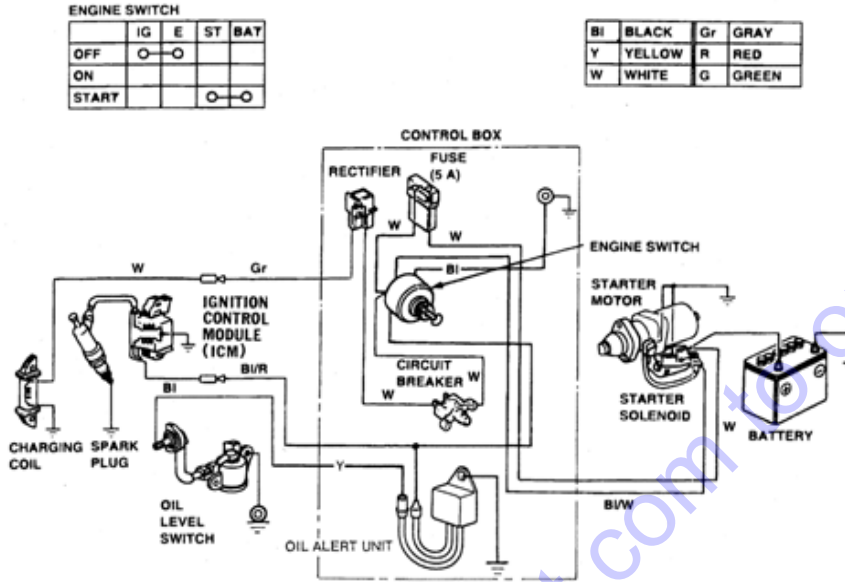 ENGINE SWITCH
IG E ST BAT
OFF
ON
START
Bl BLACK Gr GRAY
Y YELLOW R RED
W WHITE G GREEN
CONTROL BOX
RECTIFIER
FUSE
(5 A)
W
W
Bl
ENGINE SWITCH
W
Gr
IGNITION
CONTROL
MODULE
(ICM)
STARTER
MOTOR
CIRCUIT
BREAKER
W
W
Bl/R
Bl
STARTER
SOLENOID
W
BATTERY
CHARGING
COIL
SPARK
PLUG
Y
Bl/W
OIL
LEVEL
SWITCH
OIL ALERT UNIT
com to o